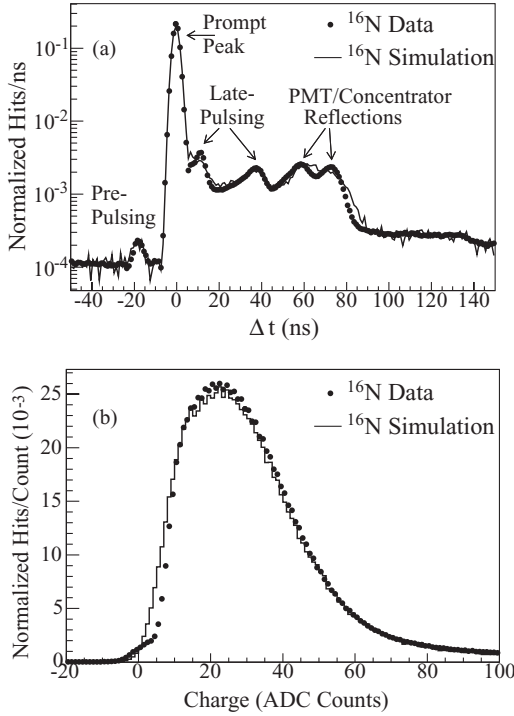 (a)
¹⁶N Data
¹⁶N Simulation
Prompt
Peak
Late-
Pulsing
PMT/Concentrator
Reflections
Pre-
Pulsing
Normalized Hits/ns
10⁻¹
10⁻²
10⁻³
10⁻⁴
-40 -20 0 20 40 60 80 100 120 140
Δ t (ns)
(b)
¹⁶N Data
¹⁶N Simulation
Normalized Hits/Count (10⁻³)
25
20
15
10
5
0
-20 0 20 40 60 80 100
Charge (ADC Counts)